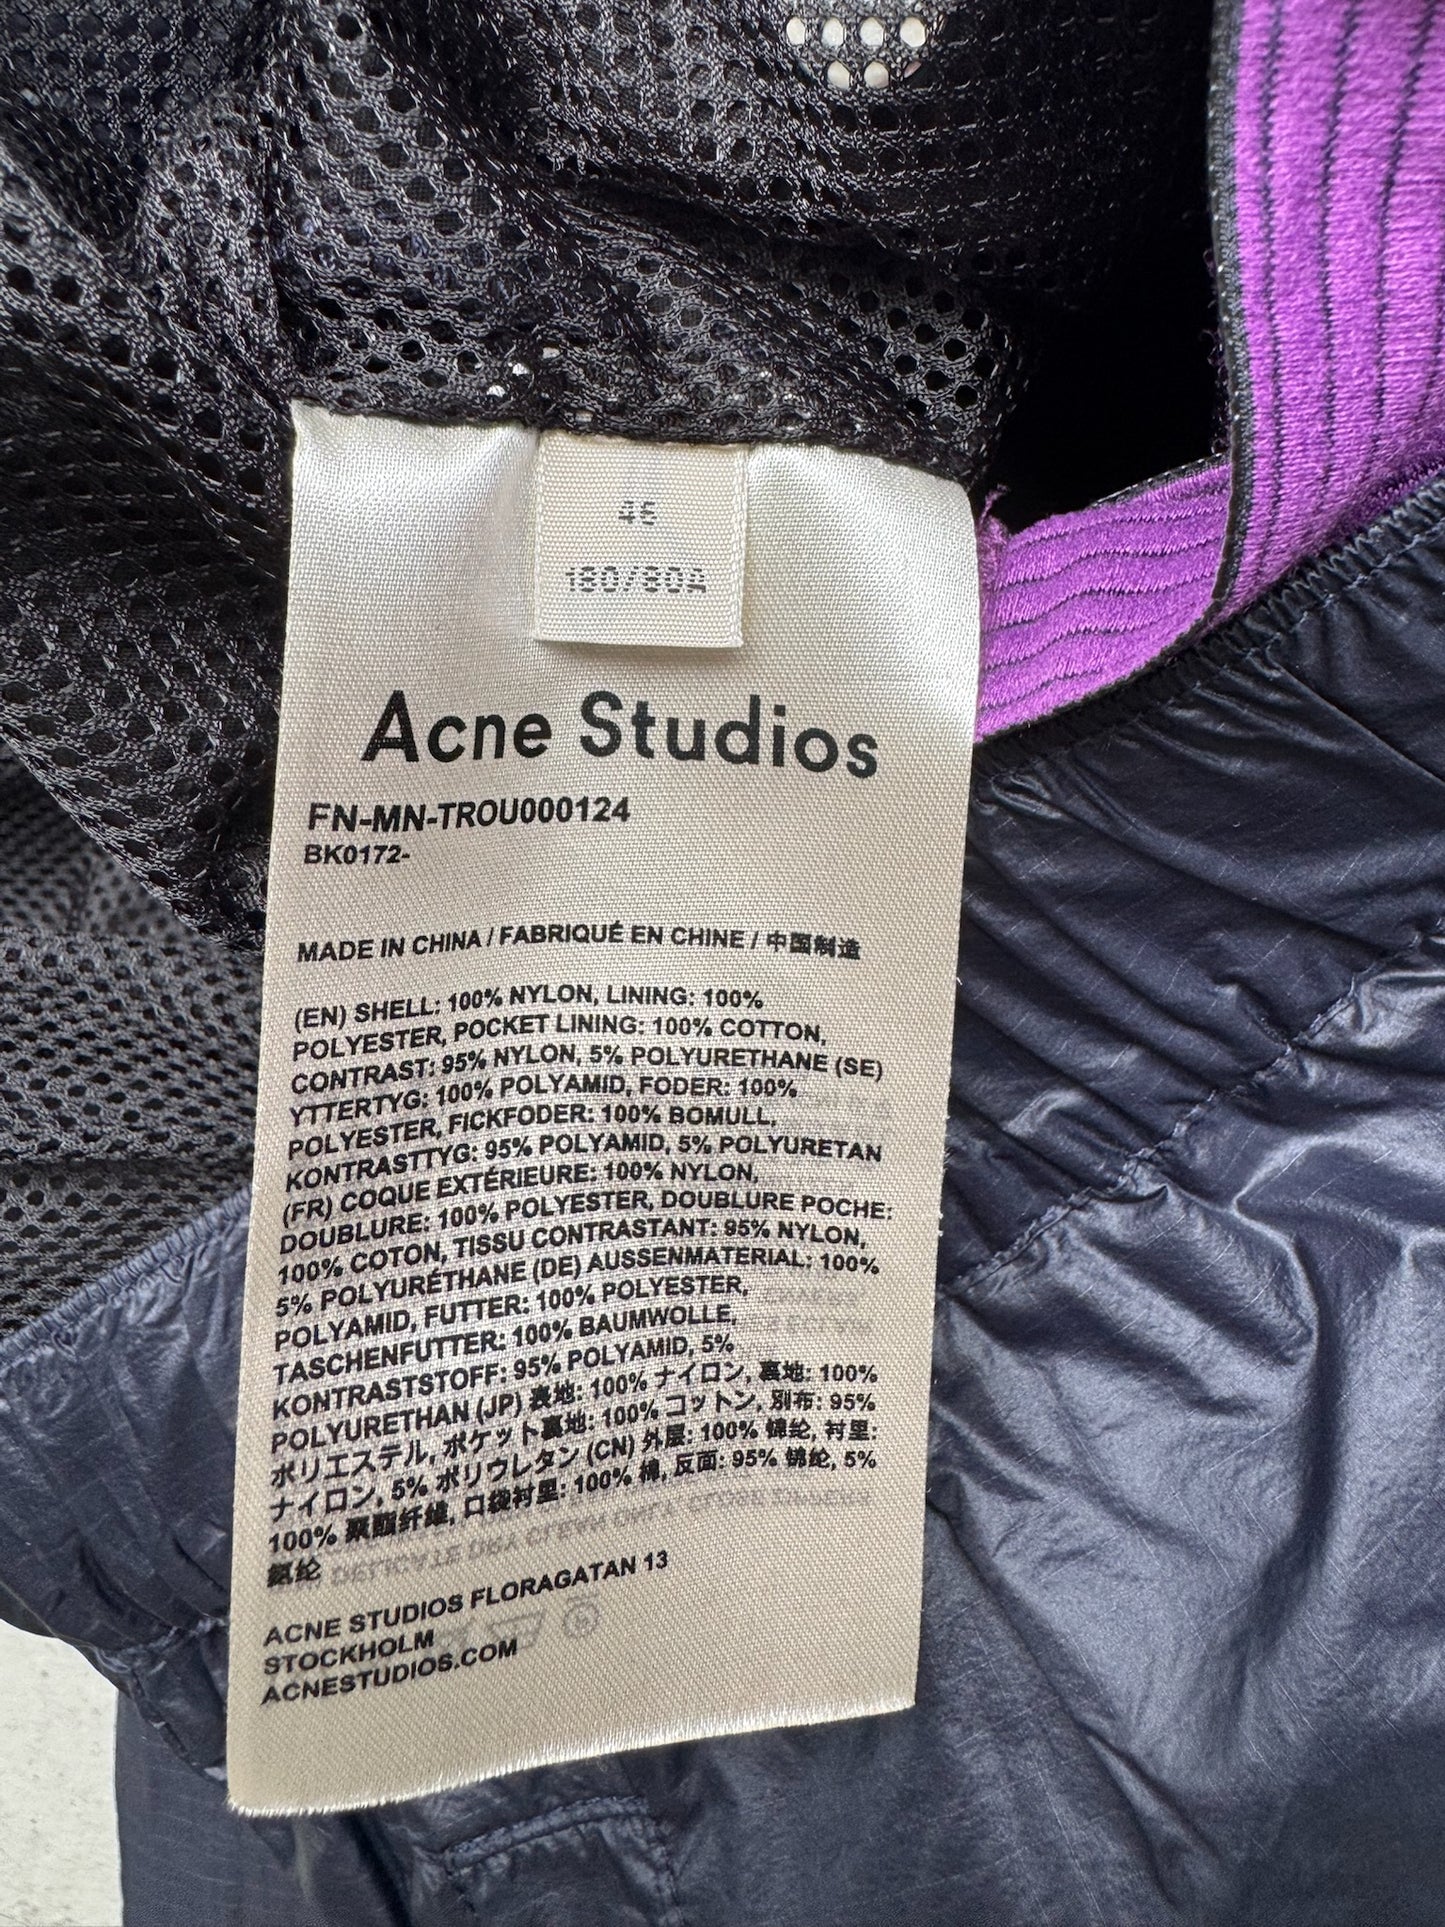 46
180/80A
Acne Studios
FN-MN-TROU000124
BK0172-
MADE IN CHINA / FABRIQUÉ EN CHINE / 中国制造
(EN) SHELL: 100% NYLON, LINING: 100%
POLYESTER, POCKET LINING: 100% COTTON,
CONTRAST: 95% NYLON, 5% POLYURETHANE (SE)
YTTERTYG: 100% POLYAMID, FODER: 100%
POLYESTER, FICKFODER: 100% BOMULL,
KONTRASTTYG: 95% POLYAMID, 5% POLYURETAN
(FR) COQUE EXTÉRIEURE: 100% NYLON,
DOUBLURE: 100% POLYESTER, DOUBLURE POCHE:
100% COTON, TISSU CONTRASTANT: 95% NYLON,
5% POLYURÉTHANE (DE) AUSSENMATERIAL: 100%
POLYAMID, FUTTER: 100% POLYESTER,
TASCHENFUTTER: 100% BAUMWOLLE,
KONTRASTSTOFF: 95% POLYAMID, 5%
POLYURETHAN (JP) 表地: 100% ナイロン, 裏地: 100%
ポリエステル, ポケット裏地: 100% コットン, 別布: 95%
ナイロン, 5% ポリウレタン (CN) 外层: 100% 锦纶, 衬里:
100% 聚酯纤维, 口袋衬里: 100% 棉, 反面: 95% 锦纶, 5%
氨纶
ACNE STUDIOS FLORAGATAN 13
STOCKHOLM
ACNESTUDIOS.COM